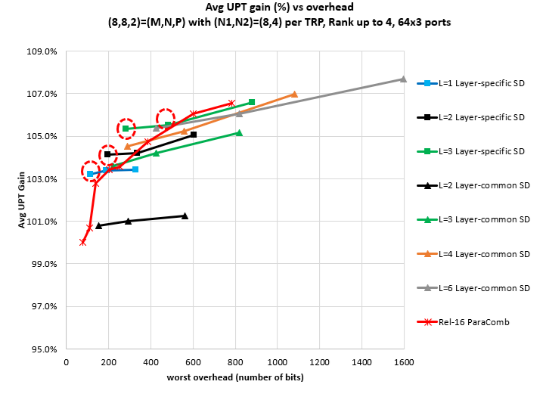 Avg UPT gain (%) vs overhead
(8,8,2)=(M,N,P) with (N1,N2)=(8,4) per TRP, Rank up to 4, 64x3 ports
109.0%
107.0%
105.0%
103.0%
101.0%
99.0%
97.0%
95.0%
Avg UPT Gain
0 200 400 600 800 1000 1200 1400 1600
worst overhead (number of bits)
L=1 Layer-specific SD
L=2 Layer-specific SD
L=3 Layer-specific SD
L=2 Layer-common SD
L=3 Layer-common SD
L=4 Layer-common SD
L=6 Layer-common SD
Rel-16 ParaComb